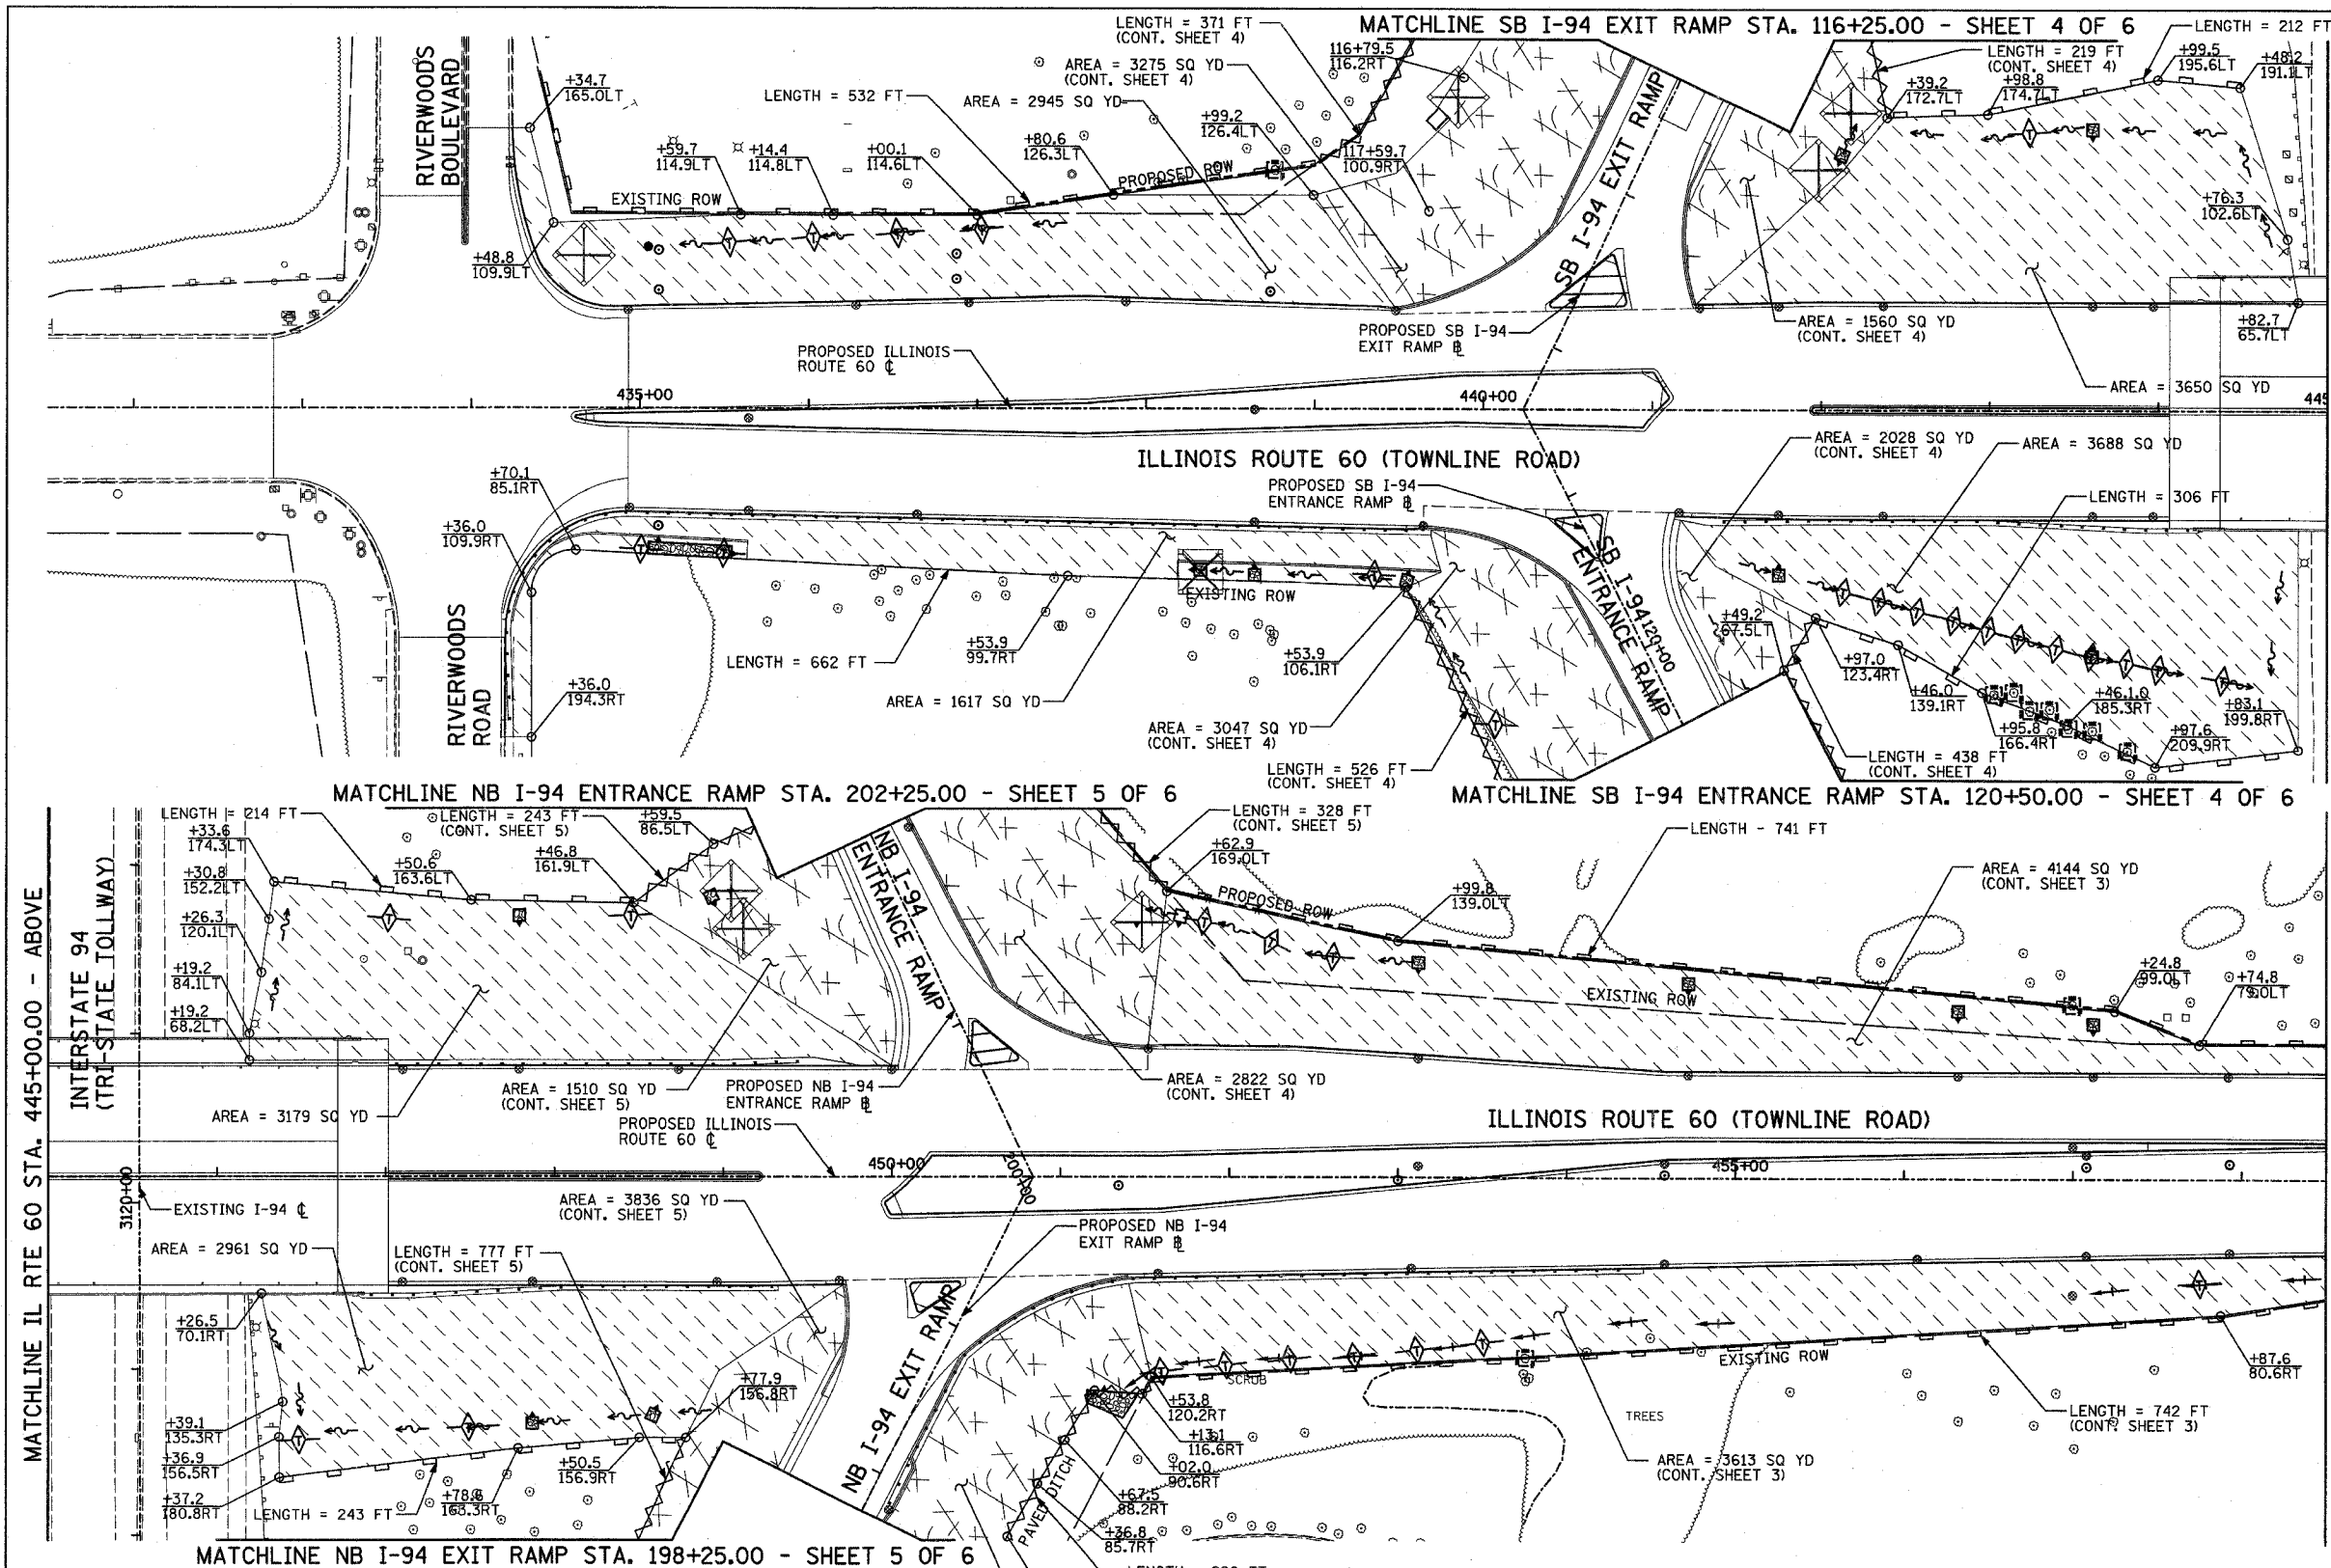 MATCHLINE SB I-94 EXIT RAMP STA. 116+25.00 - SHEET 4 OF 6
LENGTH = 371 FT
(CONT. SHEET 4)
116+79.5
116.2RT
LENGTH = 212 FT
LENGTH = 219 FT
(CONT. SHEET 4)
+99.5
195.6LT
+48.2
191.1LT
+39.2
172.7LT
+98.8
174.7LT
RIVERWOODS
BOULEVARD
+34.7
165.0LT
LENGTH = 532 FT
AREA = 3275 SQ YD
(CONT. SHEET 4)
AREA = 2945 SQ YD
+59.7
114.9LT
+14.4
114.8LT
+00.1
114.6LT
+80.6
126.3LT
+99.2
126.4LT
117+59.7
100.9RT
EXISTING ROW
PROPOSED ROW
SB I-94 EXIT RAMP
+48.8
109.9LT
+76.3
102.6LT
PROPOSED SB I-94
EXIT RAMP ℄
AREA = 1560 SQ YD
(CONT. SHEET 4)
+82.7
65.7LT
PROPOSED ILLINOIS
ROUTE 60 ℄
AREA = 3650 SQ YD
435+00
440+00
445
ILLINOIS ROUTE 60 (TOWNLINE ROAD)
AREA = 2028 SQ YD
(CONT. SHEET 4)
AREA = 3688 SQ YD
+70.1
85.1RT
PROPOSED SB I-94
ENTRANCE RAMP ℄
LENGTH = 306 FT
+36.0
109.9RT
SB I-94
ENTRANCE RAMP
120+00
EXISTING ROW
+49.2
67.5LT
RIVERWOODS
ROAD
LENGTH = 662 FT
+53.9
99.7RT
+53.9
106.1RT
+97.0
123.4RT
+36.0
194.3RT
AREA = 1617 SQ YD
+46.0
139.1RT
185.3RT
+83.1
199.8RT
AREA = 3047 SQ YD
(CONT. SHEET 4)
+95.8
166.4RT
+97.6
209.9RT
LENGTH = 526 FT
(CONT. SHEET 4)
LENGTH = 438 FT
(CONT. SHEET 4)
MATCHLINE NB I-94 ENTRANCE RAMP STA. 202+25.00 - SHEET 5 OF 6
MATCHLINE SB I-94 ENTRANCE RAMP STA. 120+50.00 - SHEET 4 OF 6
MATCHLINE IL RTE 60 STA. 445+00.00 - ABOVE
INTERSTATE 94
(TRI-STATE TOLLWAY)
LENGTH = 214 FT
+33.6
174.3LT
LENGTH = 243 FT
(CONT. SHEET 5)
+59.5
86.5LT
+50.6
163.6LT
+46.8
161.9LT
+30.8
152.2LT
+26.3
120.1LT
+19.2
84.1LT
+19.2
68.2LT
NB I-94
ENTRANCE RAMP
LENGTH = 328 FT
(CONT. SHEET 5)
+62.9
169.0LT
LENGTH - 741 FT
PROPOSED ROW
+99.8
139.0LT
AREA = 4144 SQ YD
(CONT. SHEET 3)
EXISTING ROW
+24.8
99.0LT
+74.8
79.0LT
AREA = 3179 SQ YD
AREA = 1510 SQ YD
(CONT. SHEET 5)
PROPOSED NB I-94
ENTRANCE RAMP ℄
AREA = 2822 SQ YD
(CONT. SHEET 4)
PROPOSED ILLINOIS
ROUTE 60 ℄
ILLINOIS ROUTE 60 (TOWNLINE ROAD)
3120+00
450+00
200+00
455+00
EXISTING I-94 ℄
AREA = 3836 SQ YD
(CONT. SHEET 5)
PROPOSED NB I-94
EXIT RAMP ℄
AREA = 2961 SQ YD
LENGTH = 777 FT
(CONT. SHEET 5)
+26.5
70.1RT
NB I-94 EXIT RAMP
+77.9
156.8RT
EXISTING ROW
SCRUB
TREES
+87.6
80.6RT
+39.1
135.3RT
+36.9
156.5RT
+37.2
180.8RT
+50.5
156.9RT
+78.6
163.3RT
LENGTH = 243 FT
+53.8
120.2RT
+13.1
116.6RT
+02.0
90.6RT
+67.5
88.2RT
+36.8
85.7RT
PAVED DITCH
LENGTH = 742 FT
(CONT. SHEET 3)
AREA = 3613 SQ YD
(CONT. SHEET 3)
MATCHLINE NB I-94 EXIT RAMP STA. 198+25.00 - SHEET 5 OF 6